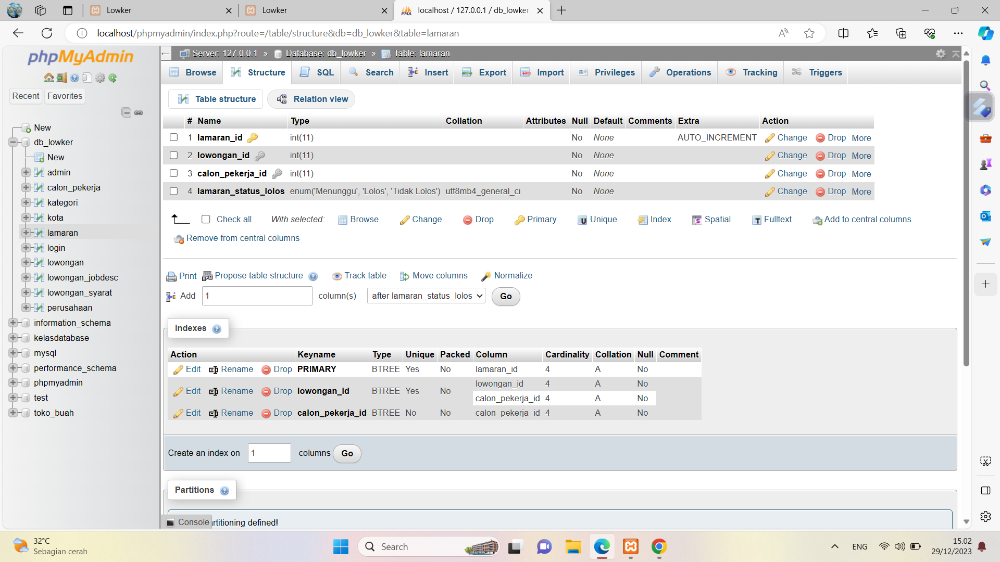 Lowker
Lowker
localhost / 127.0.0.1 / db_lowker
localhost/phpmyadmin/index.php?route=/table/structure&db=db_lowker&table=lamaran
phpMyAdmin
Recent
Favorites
New
db_lowker
New
admin
calon_pekerja
kategori
kota
lamaran
login
lowongan
lowongan_jobdesc
lowongan_syarat
perusahaan
information_schema
kelasdatabase
mysql
performance_schema
phpmyadmin
test
toko_buah
Server: 127.0.0.1 » Database: db_lowker » Table: lamaran
Browse Structure SQL Search Insert Export Import Privileges Operations Tracking Triggers
Table structure Relation view
# Name Type Collation Attributes Null Default Comments Extra Action
1 lamaran_id int(11) No None AUTO_INCREMENT Change Drop More
2 lowongan_id int(11) No None Change Drop More
3 calon_pekerja_id int(11) No None Change Drop More
4 lamaran_status_lolos enum('Menunggu', 'Lolos', 'Tidak Lolos') utf8mb4_general_ci No None Change Drop More
Check all With selected: Browse Change Drop Primary Unique Index Spatial Fulltext Add to central columns
Remove from central columns
Print Propose table structure Track table Move columns Normalize
Add 1 column(s) after lamaran_status_lolos Go
Indexes
Action Keyname Type Unique Packed Column Cardinality Collation Null Comment
Edit Rename Drop PRIMARY BTREE Yes No lamaran_id 4 A No
Edit Rename Drop lowongan_id BTREE Yes No lowongan_id 4 A No
calon_pekerja_id 4 A No
Edit Rename Drop calon_pekerja_id BTREE No No calon_pekerja_id 4 A No
Create an index on 1 columns Go
Partitions
Console
rtitioning defined!
32°C
Sebagian cerah
Search
ENG
15.02
29/12/2023